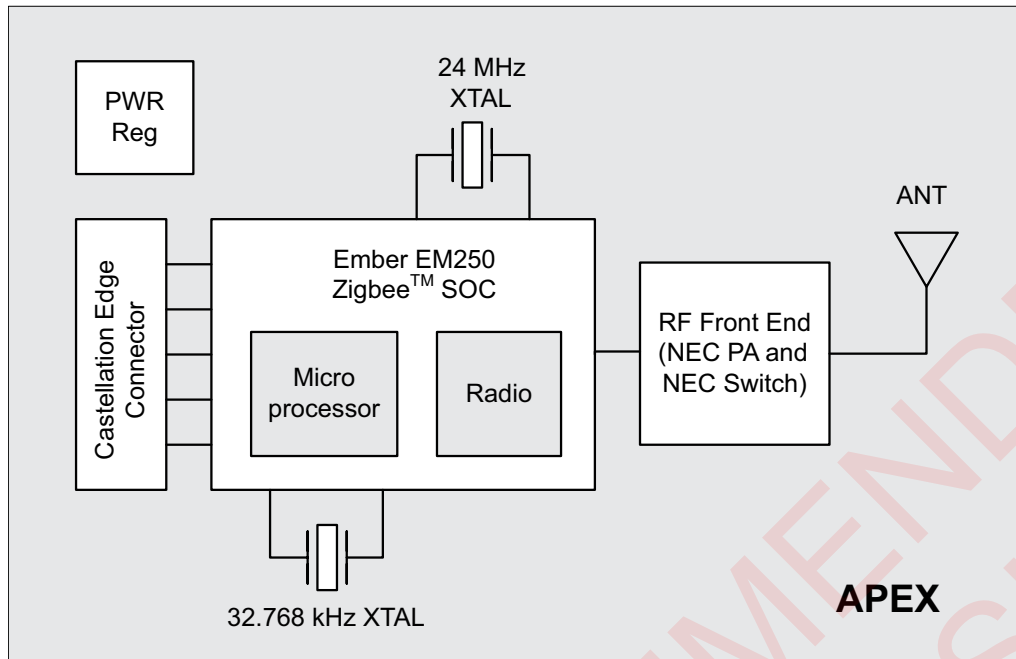 PWR
Reg
24 MHz
XTAL
ANT
Castellation Edge
Connector
Ember EM250
Zigbee™ SOC
Micro
processor
Radio
RF Front End
(NEC PA and
NEC Switch)
32.768 kHz XTAL
APEX